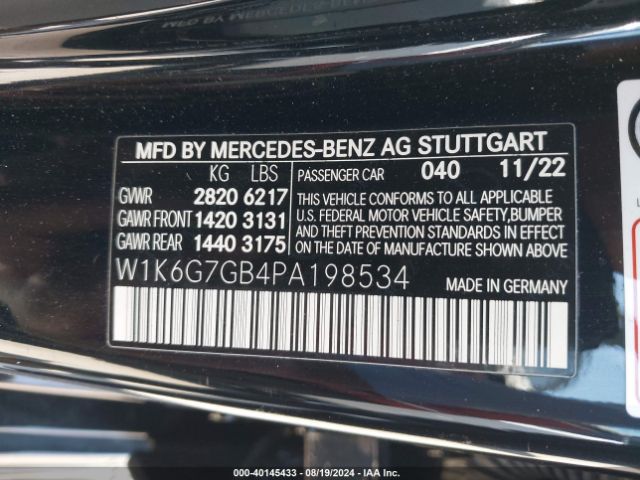 MFD BY MERCEDES-BENZ AG STUTTGART
KG LBS PASSENGER CAR 040 11/22
GVWR 2820 6217
GAWR FRONT 1420 3131
GAWR REAR 1440 3175
THIS VEHICLE CONFORMS TO ALL APPLICABLE
U.S. FEDERAL MOTOR VEHICLE SAFETY,BUMPER
AND THEFT PREVENTION STANDARDS IN EFFECT
ON THE DATE OF MANUFACTURE SHOWN ABOVE.
W1K6G7GB4PA198534
MADE IN GERMANY
000-40145433 - 08/19/2024 - IAA Inc.